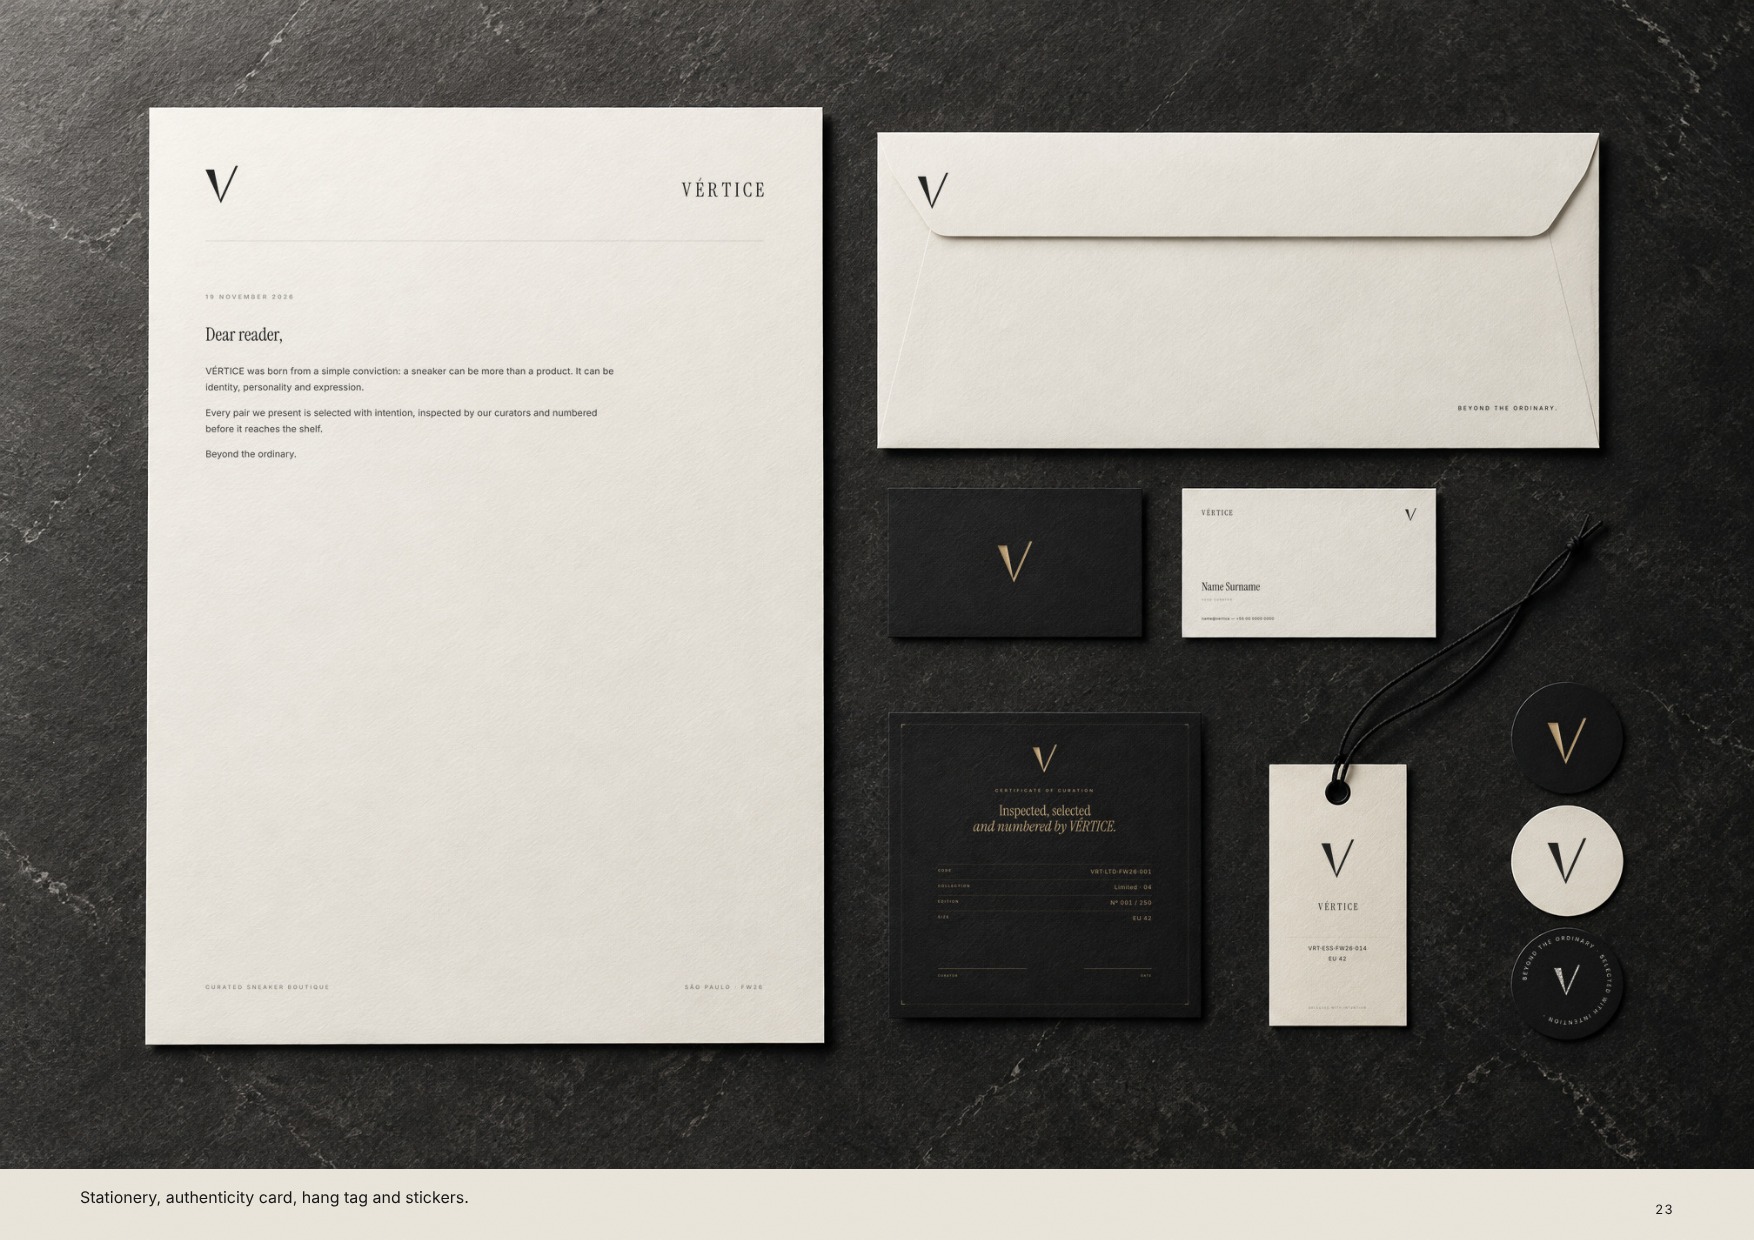 V
VÉRTICE
19 NOVEMBER 2026
Dear reader,
VÉRTICE was born from a simple conviction: a sneaker can be more than a product. It can be
identity, personality and expression.
Every pair we present is selected with intention, inspected by our curators and numbered
before it reaches the shelf.
Beyond the ordinary.
CURATED SNEAKER BOUTIQUE
SÃO PAULO · FW26
V
BEYOND THE ORDINARY.
V
VÉRTICE
V
Name Surname
V
CERTIFICATE OF CURATION
Inspected, selected
and numbered by VÉRTICE.
CODE VRT-LTD-FW26-001
COLLECTION Limited · 04
EDITION Nº 001 / 250
SIZE EU 42
CURATOR DATE
V
VÉRTICE
VRT-ESS-FW26-014
EU 42
V
V
BEYOND THE ORDINARY · SELECTED WITH INTENTION ·
V
Stationery, authenticity card, hang tag and stickers.
23